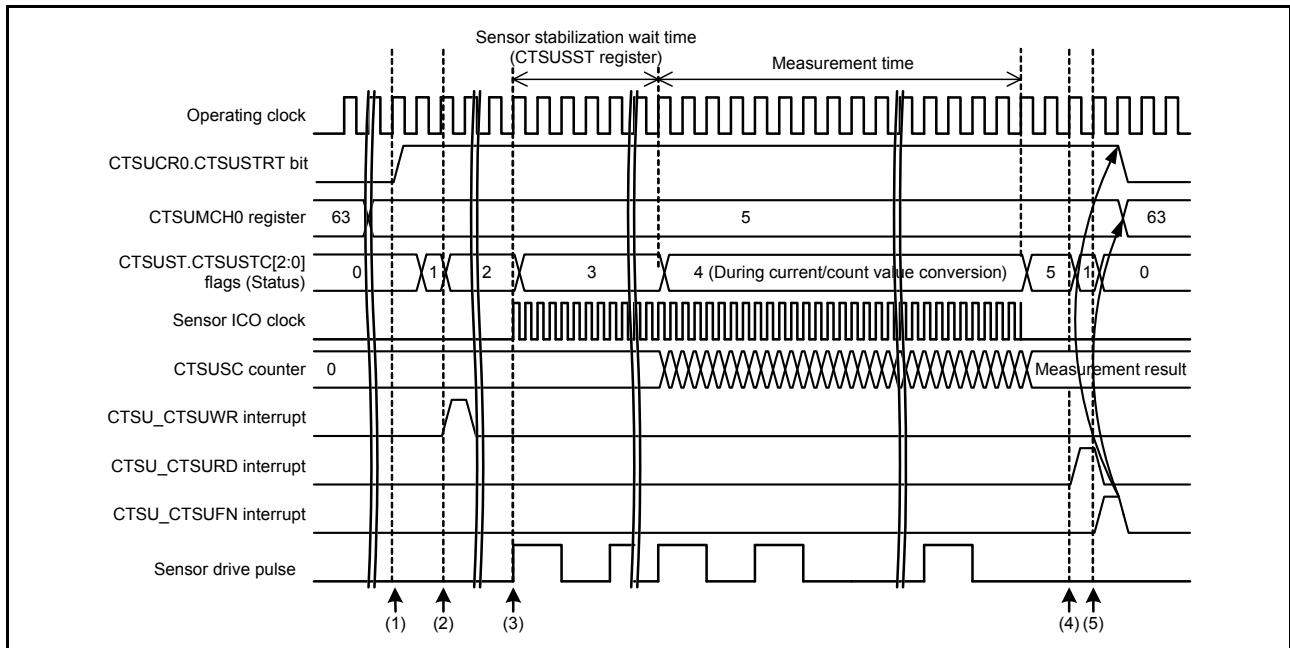 Sensor stabilization wait time
(CTSUSST register)
Measurement time
Operating clock
CTSUCR0.CTSUSTRT bit
CTSUMCH0 register
63
5
63
CTSUST.CTSUSTC[2:0]
flags (Status)
0
1
2
3
4 (During current/count value conversion)
5
1
0
Sensor ICO clock
CTSUSC counter
0
Measurement result
CTSU_CTSUWR interrupt
CTSU_CTSURD interrupt
CTSU_CTSUFN interrupt
Sensor drive pulse
(1)
(2)
(3)
(4)
(5)